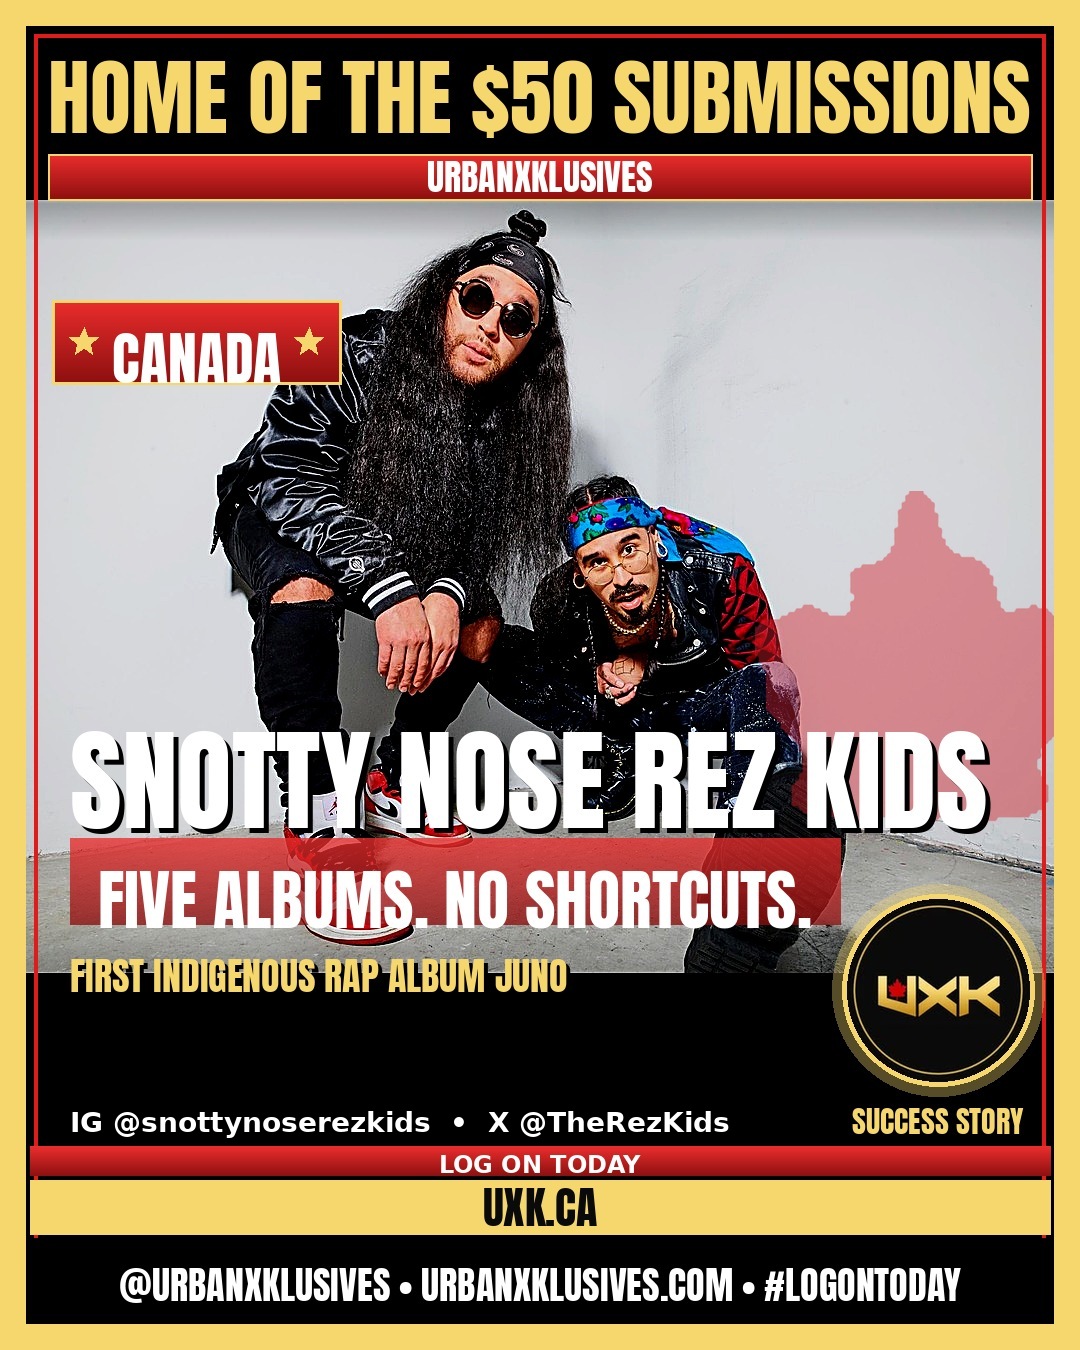 HOME OF THE $50 SUBMISSIONS
URBANXKLUSIVES
CANADA
SNOTTY NOSE REZ KIDS
FIVE ALBUMS. NO SHORTCUTS.
FIRST INDIGENOUS RAP ALBUM JUNO
UXK
IG @snottynoserezkids • X @TheRezKids
SUCCESS STORY
LOG ON TODAY
UXK.CA
@URBANXKLUSIVES • URBANXKLUSIVES.COM • #LOGONTODAY